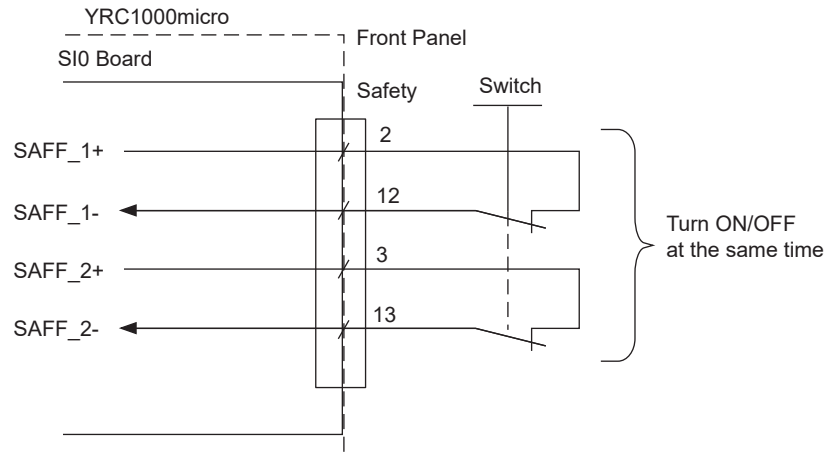 YRC1000micro
Front Panel
SI0 Board
Safety
Switch
SAFF_1+
2
SAFF_1-
12
SAFF_2+
3
SAFF_2-
13
Turn ON/OFF
at the same time